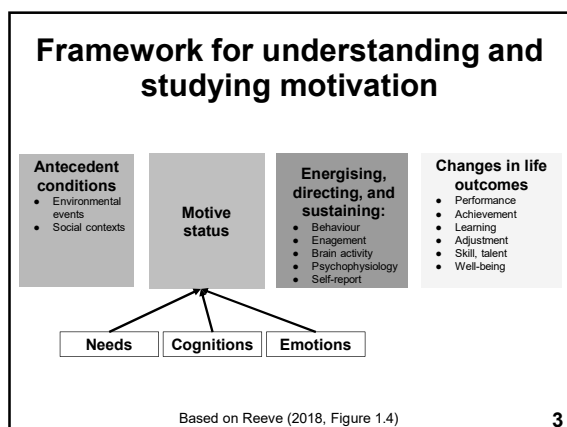 Framework for understanding and
studying motivation
Antecedent
conditions
● Environmental
events
● Social contexts
Motive
status
Energising,
directing, and
sustaining:
● Behaviour
● Enagement
● Brain activity
● Psychophysiology
● Self-report
Changes in life
outcomes
● Performance
● Achievement
● Learning
● Adjustment
● Skill, talent
● Well-being
Needs
Cognitions
Emotions
Based on Reeve (2018, Figure 1.4)
3